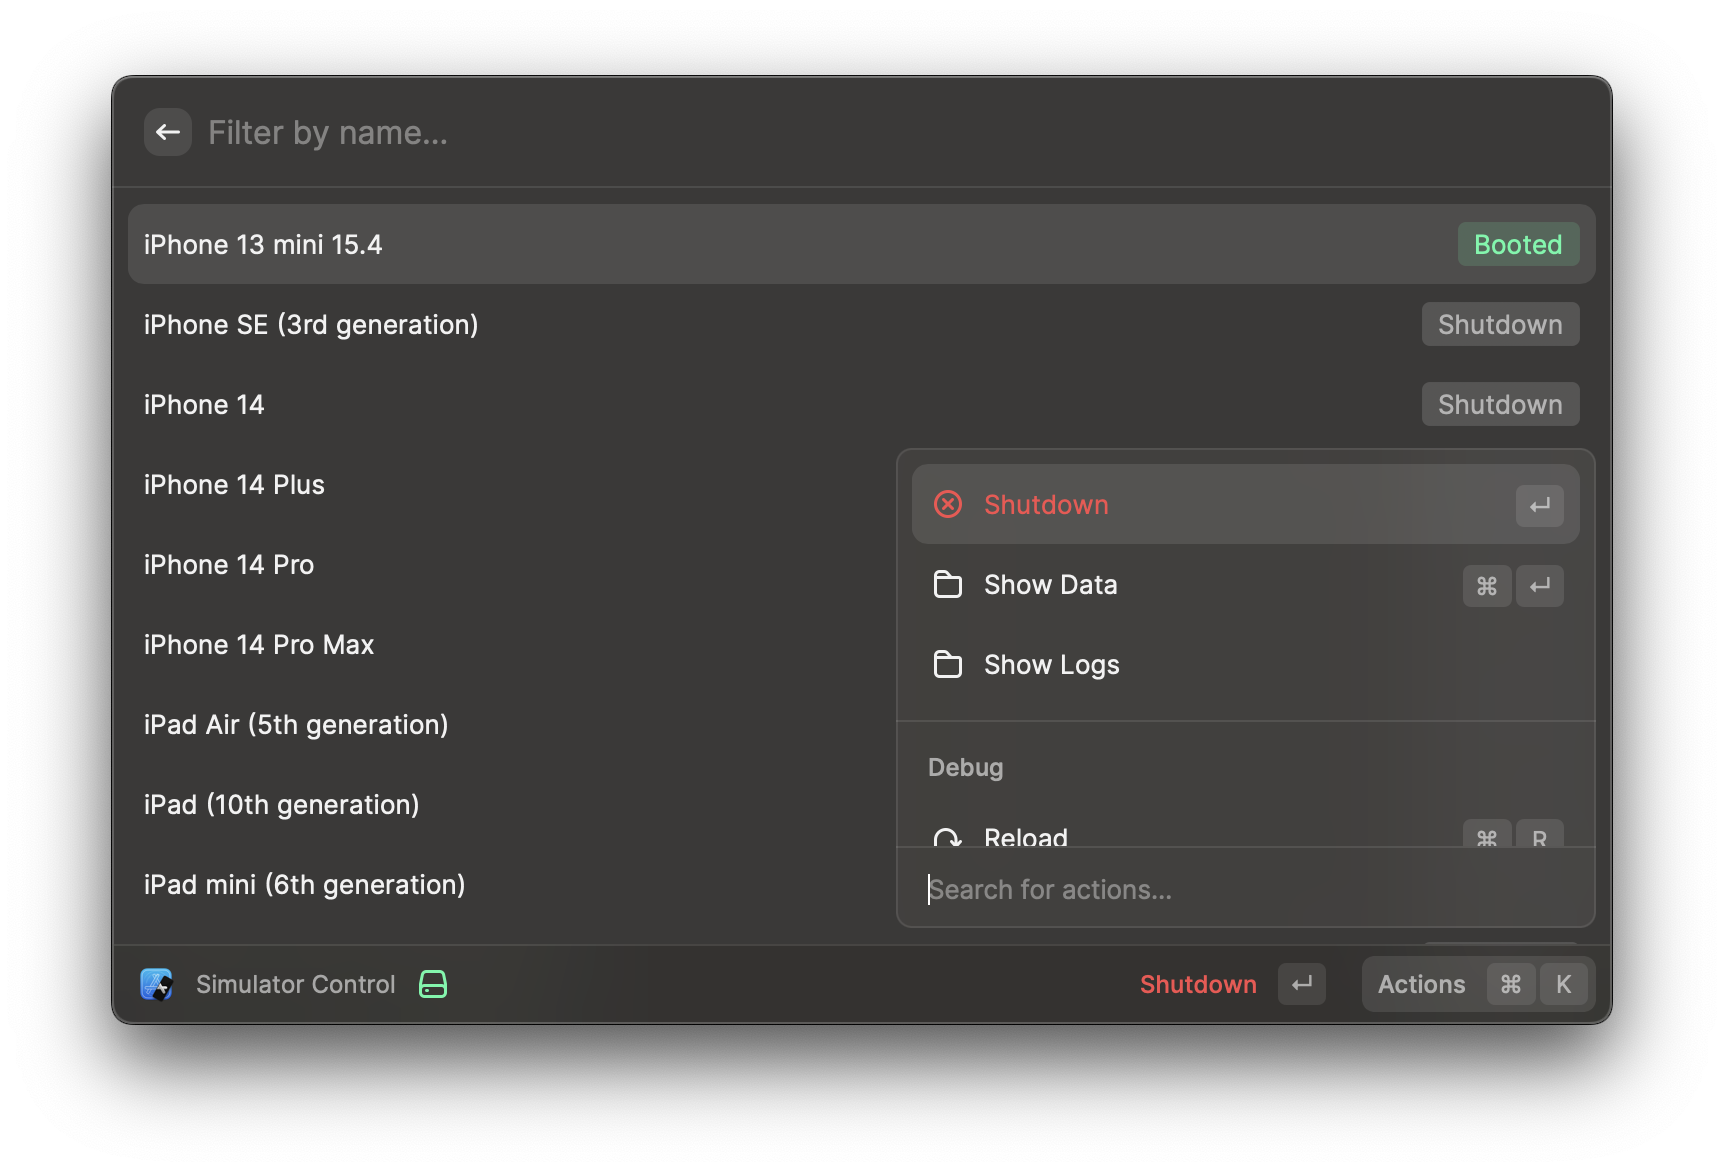 Filter by name...
iPhone 13 mini 15.4 Booted
iPhone SE (3rd generation) Shutdown
iPhone 14 Shutdown
iPhone 14 Plus
iPhone 14 Pro
iPhone 14 Pro Max
iPad Air (5th generation)
iPad (10th generation)
iPad mini (6th generation)
Shutdown ↵
Show Data ⌘ ↵
Show Logs
Debug
Reload ⌘ R
Search for actions...
Simulator Control Shutdown ↵ Actions ⌘ K